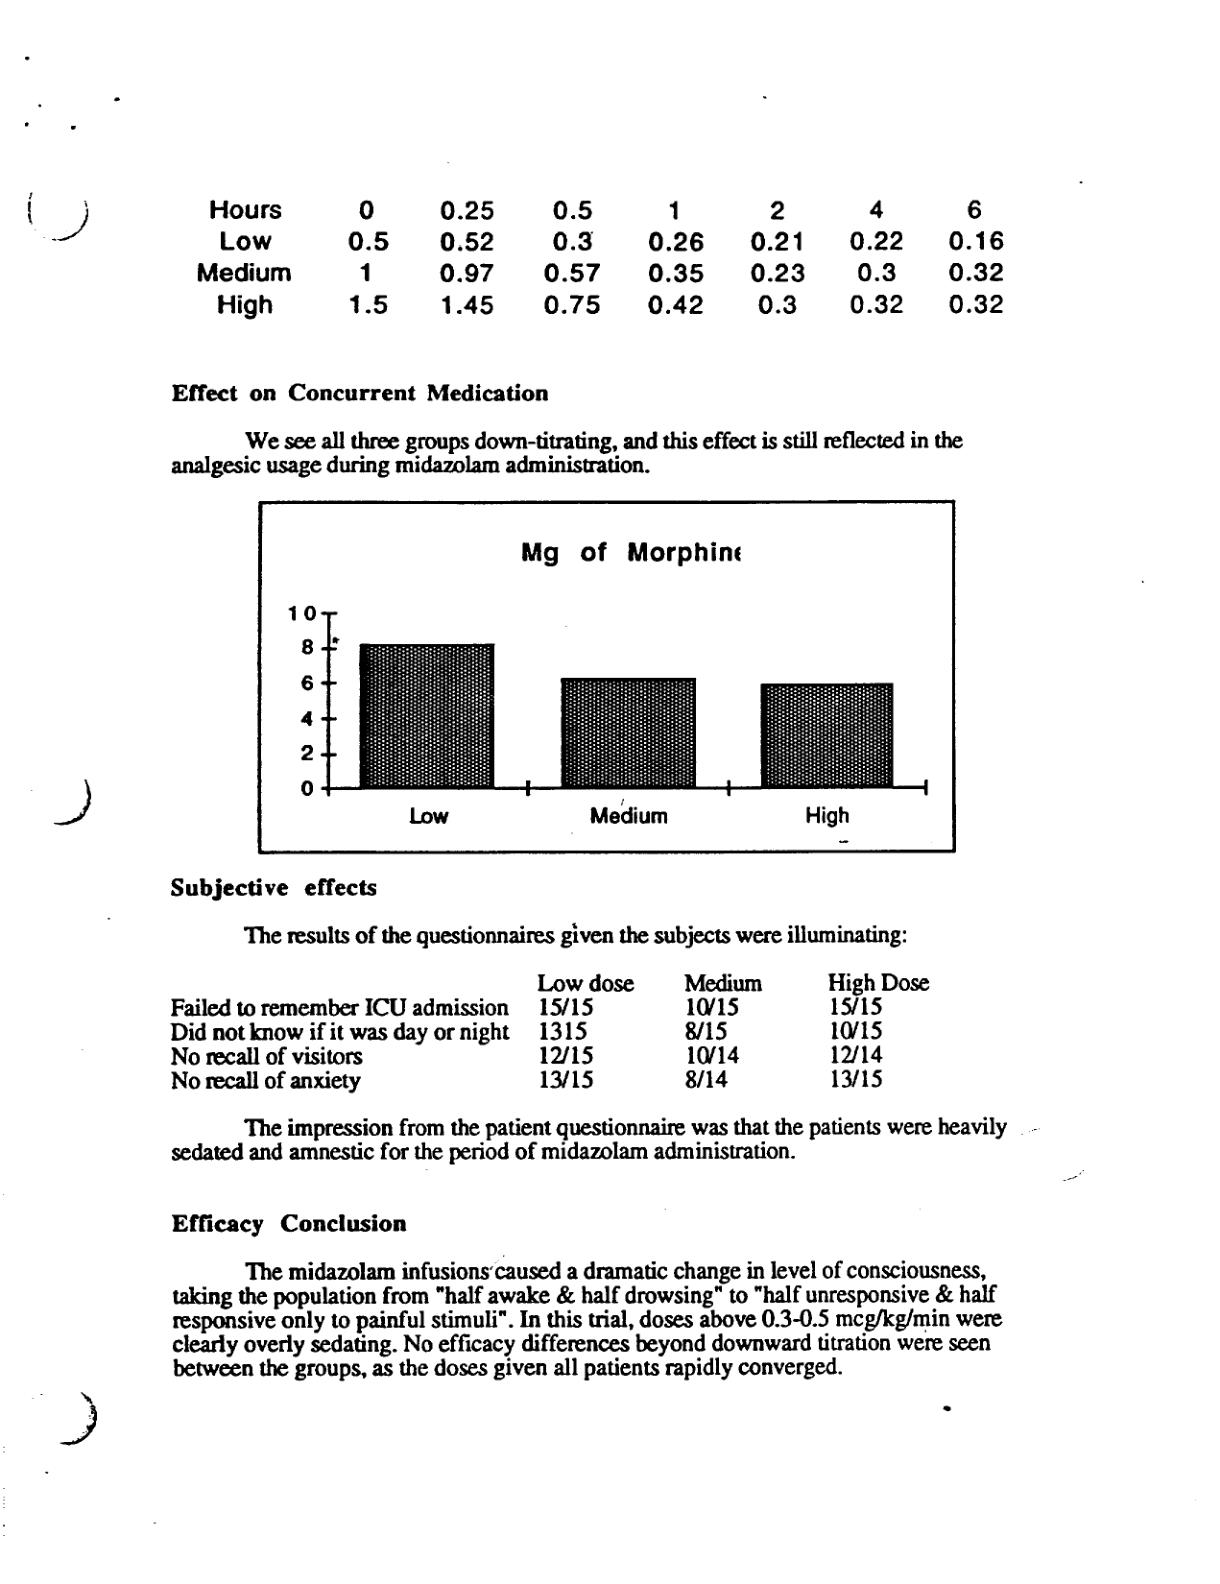 Hours 0 0.25 0.5 1 2 4 6
Low 0.5 0.52 0.3 0.26 0.21 0.22 0.16
Medium 1 0.97 0.57 0.35 0.23 0.3 0.32
High 1.5 1.45 0.75 0.42 0.3 0.32 0.32
Effect on Concurrent Medication
We see all three groups down-titrating, and this effect is still reflected in the
analgesic usage during midazolam administration.
Mg of Morphine
10
8
6
4
2
0
Low Medium High
Subjective effects
The results of the questionnaires given the subjects were illuminating:
Low dose Medium High Dose
Failed to remember ICU admission 15/15 10/15 15/15
Did not know if it was day or night 1315 8/15 10/15
No recall of visitors 12/15 10/14 12/14
No recall of anxiety 13/15 8/14 13/15
The impression from the patient questionnaire was that the patients were heavily
sedated and amnestic for the period of midazolam administration.
Efficacy Conclusion
The midazolam infusions caused a dramatic change in level of consciousness,
taking the population from "half awake & half drowsing" to "half unresponsive & half
responsive only to painful stimuli". In this trial, doses above 0.3-0.5 mcg/kg/min were
clearly overly sedating. No efficacy differences beyond downward titration were seen
between the groups, as the doses given all patients rapidly converged.